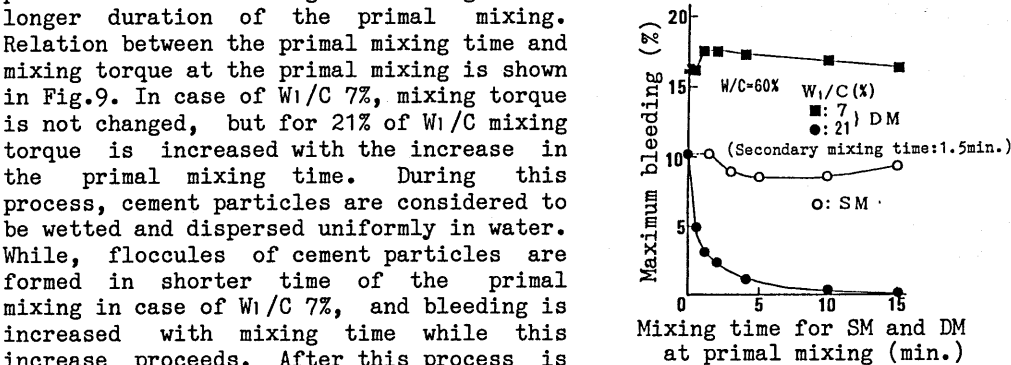 longer duration of the primal mixing.
Relation between the primal mixing time and
mixing torque at the primal mixing is shown
in Fig.9. In case of W1/C 7%, mixing torque
is not changed, but for 21% of W1/C mixing
torque is increased with the increase in
the primal mixing time. During this
process, cement particles are considered to
be wetted and dispersed uniformly in water.
While, floccules of cement particles are
formed in shorter time of the primal
mixing in case of W1/C 7%, and bleeding is
increased with mixing time while this
increase proceeds. After this process is
Maximum bleeding (%)
20
15
10
5
0 5 10 15
W/C=60%
W1/C(%)
■: 7
●: 21 } DM
(Secondary mixing time:1.5min.)
o: SM
Mixing time for SM and DM
at primal mixing (min.)